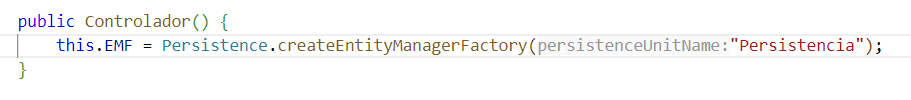 public Controlador() {
this.EMF = Persistence.createEntityManagerFactory(persistenceUnitName:"Persistencia");
}